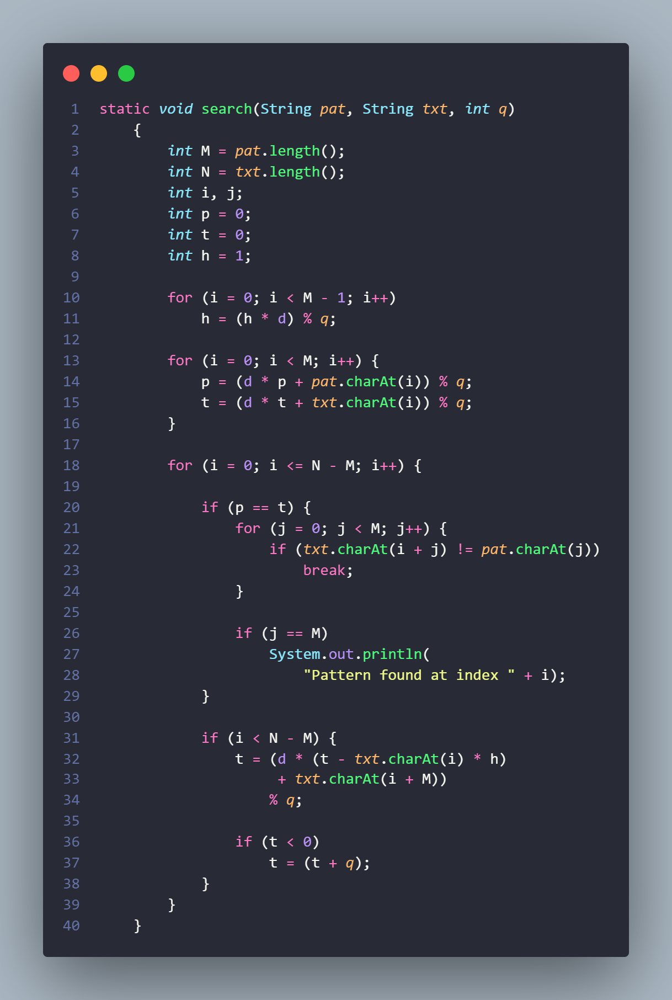 1 static void search(String pat, String txt, int q)
2     {
3         int M = pat.length();
4         int N = txt.length();
5         int i, j;
6         int p = 0;
7         int t = 0;
8         int h = 1;
9
10         for (i = 0; i < M - 1; i++)
11             h = (h * d) % q;
12
13         for (i = 0; i < M; i++) {
14             p = (d * p + pat.charAt(i)) % q;
15             t = (d * t + txt.charAt(i)) % q;
16         }
17
18         for (i = 0; i <= N - M; i++) {
19
20             if (p == t) {
21                 for (j = 0; j < M; j++) {
22                     if (txt.charAt(i + j) != pat.charAt(j))
23                         break;
24                 }
25
26                 if (j == M)
27                     System.out.println(
28                         "Pattern found at index " + i);
29             }
30
31             if (i < N - M) {
32                 t = (d * (t - txt.charAt(i) * h)
33                      + txt.charAt(i + M))
34                     % q;
35
36                 if (t < 0)
37                     t = (t + q);
38             }
39         }
40     }